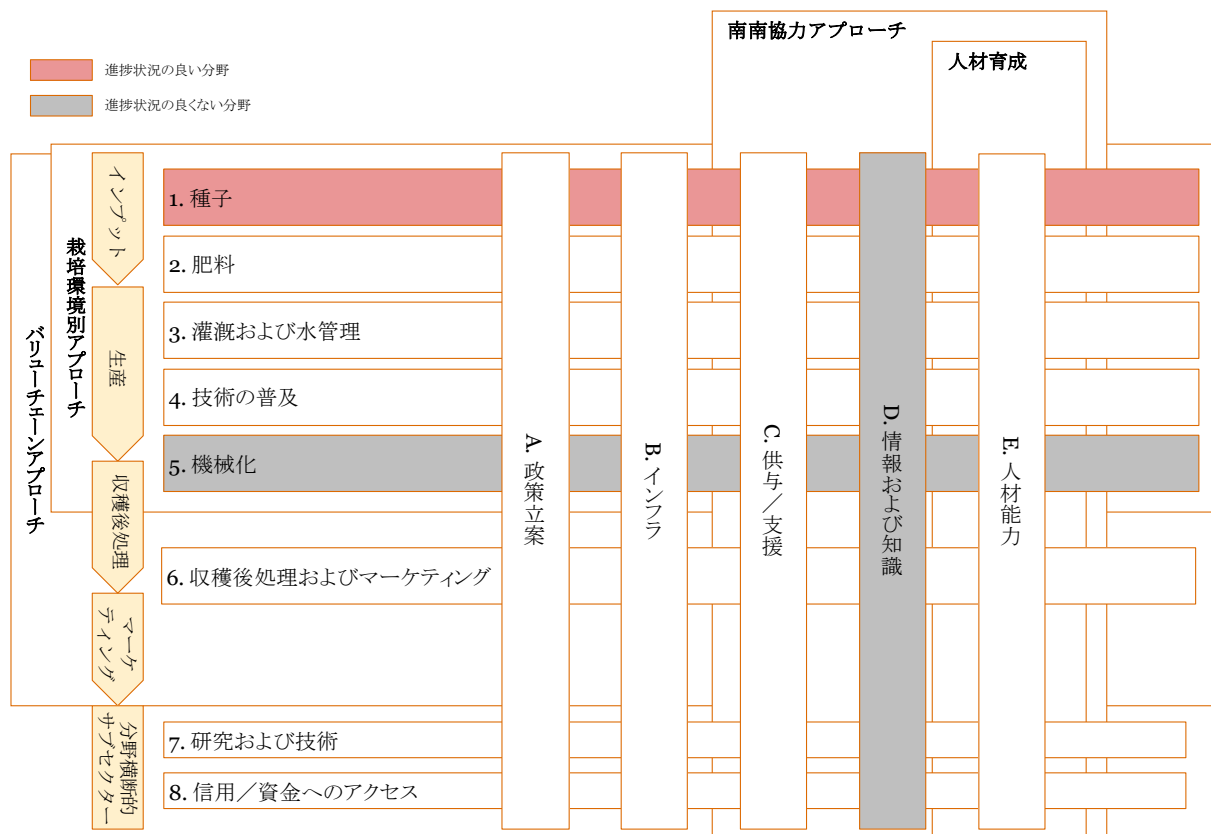 南南協力アプローチ
人材育成
進捗状況の良い分野
進捗状況の良くない分野
バリューチェーンアプローチ
栽培環境別アプローチ
インプット
生産
収穫後処理
マーケ
ティング
分野横断的
サブセクター
1. 種子
2. 肥料
3. 灌漑および水管理
4. 技術の普及
5. 機械化
6. 収穫後処理およびマーケティング
7. 研究および技術
8. 信用／資金へのアクセス
A. 政策立案
B. インフラ
C. 供与／支援
D. 情報および知識
E. 人材能力